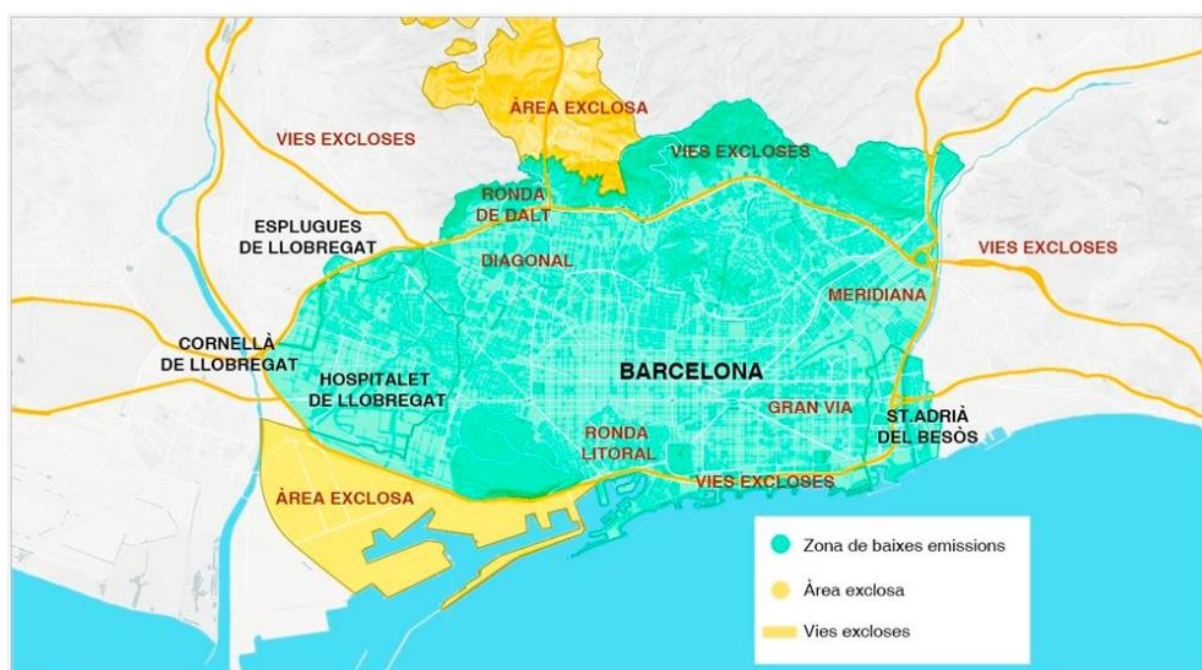 ÀREA EXCLOSA
VIES EXCLOSES
VIES EXCLOSES
RONDA
DE DALT
ESPLUGUES
DE LLOBREGAT
DIAGONAL
VIES EXCLOSES
MERIDIANA
CORNELLÀ
DE LLOBREGAT
HOSPITALET
DE LLOBREGAT
BARCELONA
GRAN VIA
ST.ADRIÀ
DEL BESÒS
RONDA
LITORAL
VIES EXCLOSES
ÀREA EXCLOSA
Zona de baixes emissions
Àrea exclosa
Vies excloses